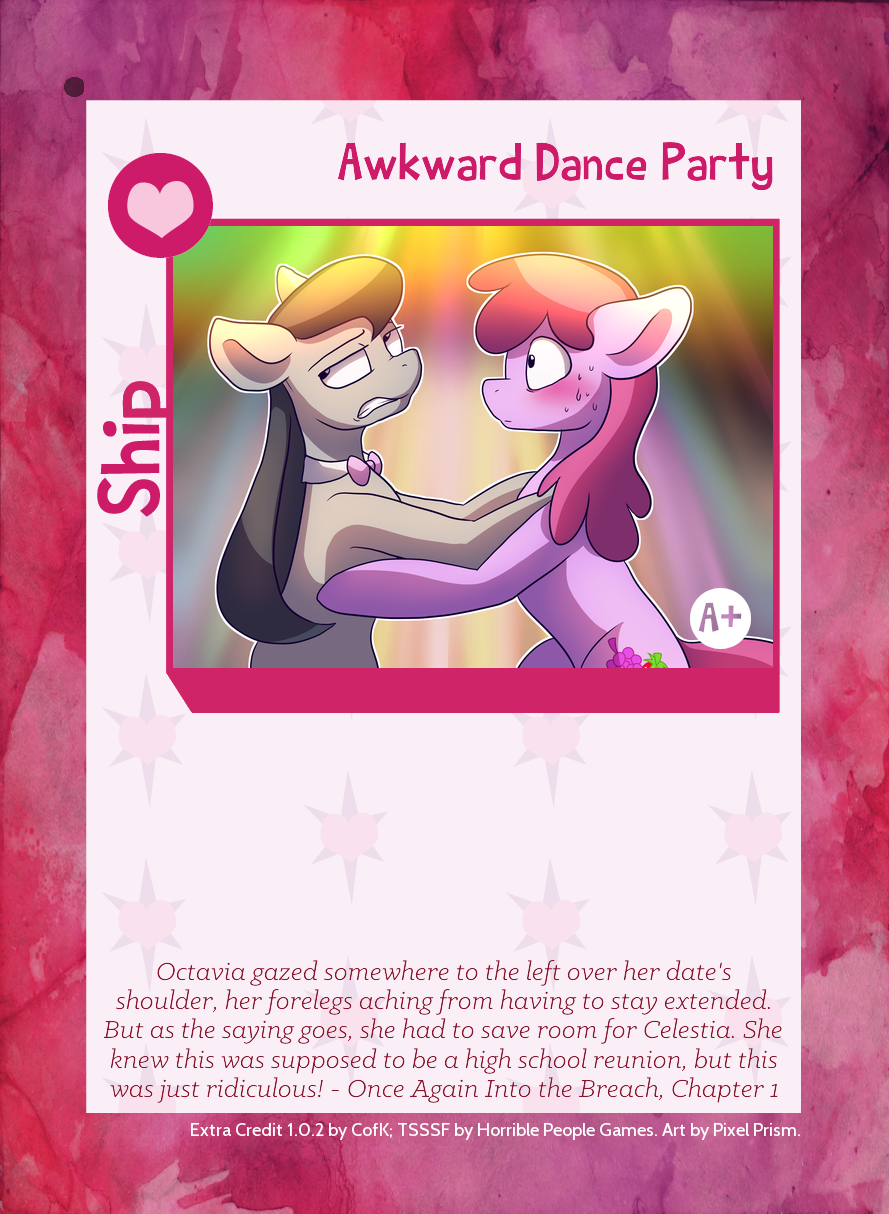 Awkward Dance Party
Ship
A+
Octavia gazed somewhere to the left over her date's
shoulder, her forelegs aching from having to stay extended.
But as the saying goes, she had to save room for Celestia. She
knew this was supposed to be a high school reunion, but this
was just ridiculous! - Once Again Into the Breach, Chapter 1
Extra Credit 1.0.2 by CofK; TSSSF by Horrible People Games. Art by Pixel Prism.